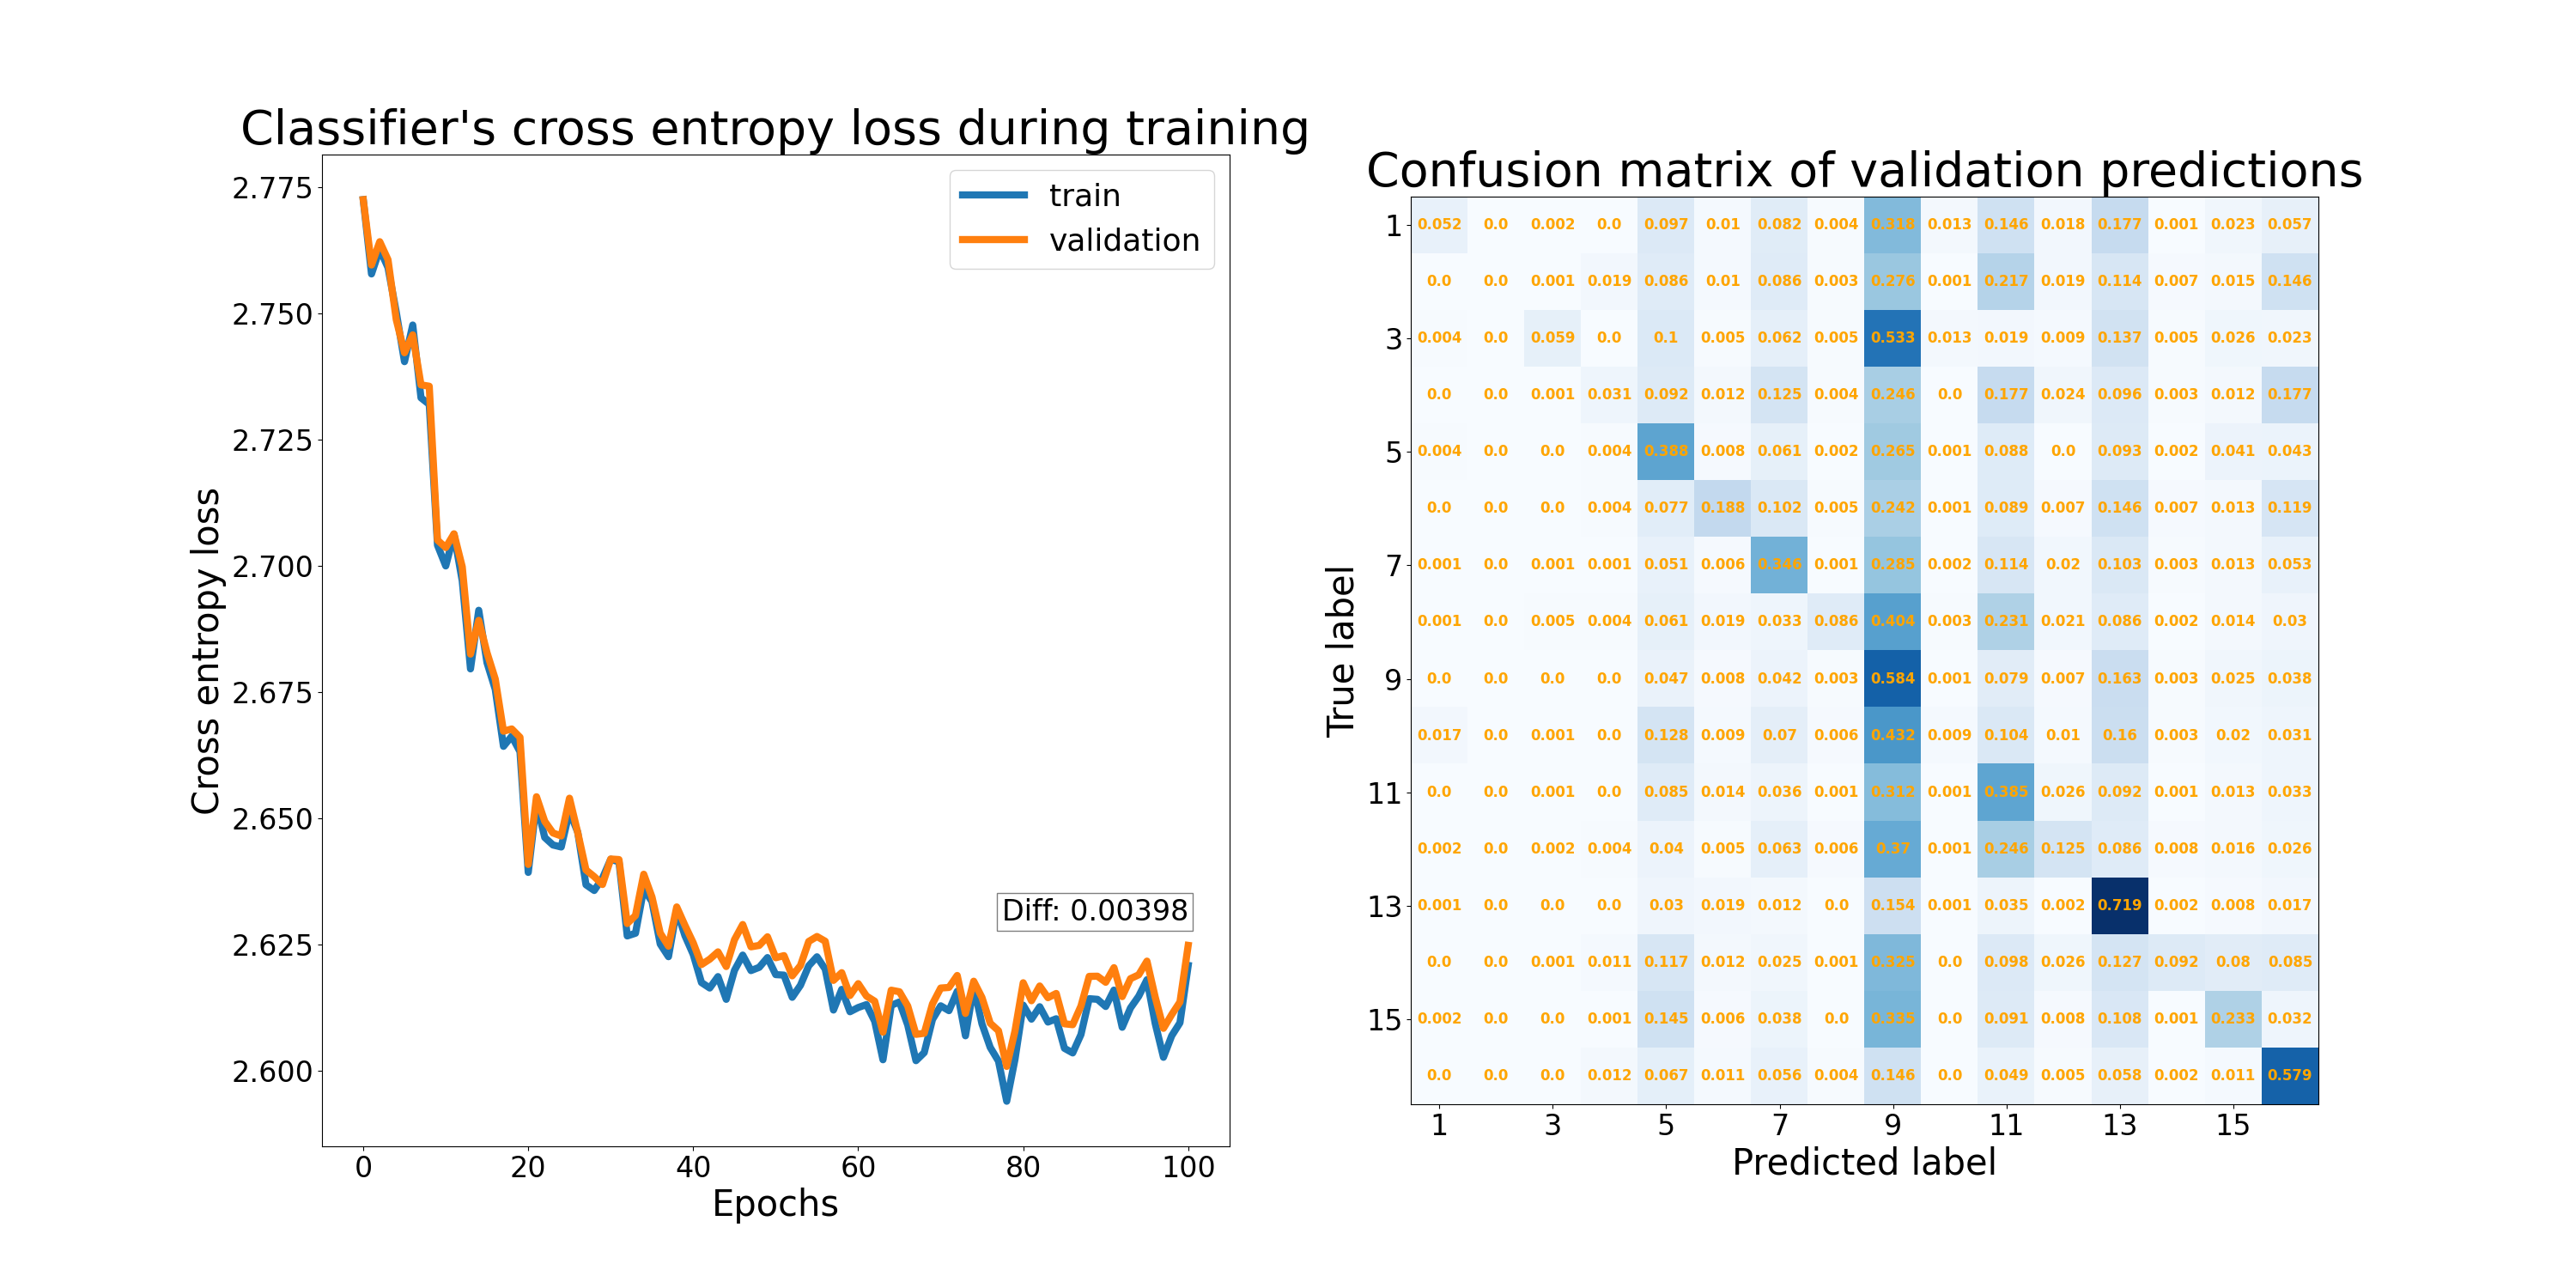 Classifier's cross entropy loss during training
Cross entropy loss
2.775
2.750
2.725
2.700
2.675
2.650
2.625
2.600
train
validation
Diff: 0.00398
0 20 40 60 80 100
Epochs
Confusion matrix of validation predictions
True label
1 0.052 0.0 0.002 0.0 0.097 0.01 0.082 0.004 0.318 0.013 0.146 0.018 0.177 0.001 0.023 0.057
0.0 0.0 0.001 0.019 0.086 0.01 0.086 0.003 0.276 0.001 0.217 0.019 0.114 0.007 0.015 0.146
3 0.004 0.0 0.059 0.0 0.1 0.005 0.062 0.005 0.533 0.013 0.019 0.009 0.137 0.005 0.026 0.023
0.0 0.0 0.001 0.031 0.092 0.012 0.125 0.004 0.246 0.0 0.177 0.024 0.096 0.003 0.012 0.177
5 0.004 0.0 0.0 0.004 0.388 0.008 0.061 0.002 0.265 0.001 0.088 0.0 0.093 0.002 0.041 0.043
0.0 0.0 0.0 0.004 0.077 0.188 0.102 0.005 0.242 0.001 0.089 0.007 0.146 0.007 0.013 0.119
7 0.001 0.0 0.001 0.001 0.051 0.006 0.346 0.001 0.285 0.002 0.114 0.02 0.103 0.003 0.013 0.053
0.001 0.0 0.005 0.004 0.061 0.019 0.033 0.086 0.404 0.003 0.231 0.021 0.086 0.002 0.014 0.03
9 0.0 0.0 0.0 0.0 0.047 0.008 0.042 0.003 0.584 0.001 0.079 0.007 0.163 0.003 0.025 0.038
0.017 0.0 0.001 0.0 0.128 0.009 0.07 0.006 0.432 0.009 0.104 0.01 0.16 0.003 0.02 0.031
11 0.0 0.0 0.001 0.0 0.085 0.014 0.036 0.001 0.312 0.001 0.385 0.026 0.092 0.001 0.013 0.033
0.002 0.0 0.002 0.004 0.04 0.005 0.063 0.006 0.37 0.001 0.246 0.125 0.086 0.008 0.016 0.026
13 0.001 0.0 0.0 0.0 0.03 0.019 0.012 0.0 0.154 0.001 0.035 0.002 0.719 0.002 0.008 0.017
0.0 0.0 0.001 0.011 0.117 0.012 0.025 0.001 0.325 0.0 0.098 0.026 0.127 0.092 0.08 0.085
15 0.002 0.0 0.0 0.001 0.145 0.006 0.038 0.0 0.335 0.0 0.091 0.008 0.108 0.001 0.233 0.032
0.0 0.0 0.0 0.012 0.067 0.011 0.056 0.004 0.146 0.0 0.049 0.005 0.058 0.002 0.011 0.579
1 3 5 7 9 11 13 15
Predicted label